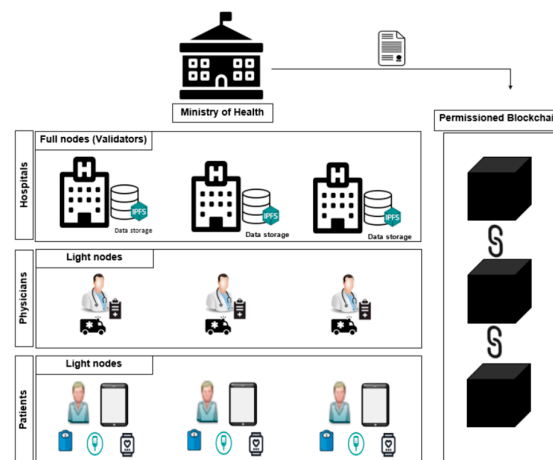 Ministry of Health
Permissioned Blockchain
Hospitals
Full nodes (Validators)
H
IPFS
Data storage
H
IPFS
Data storage
H
IPFS
Data storage
Physicians
Light nodes
Patients
Light nodes